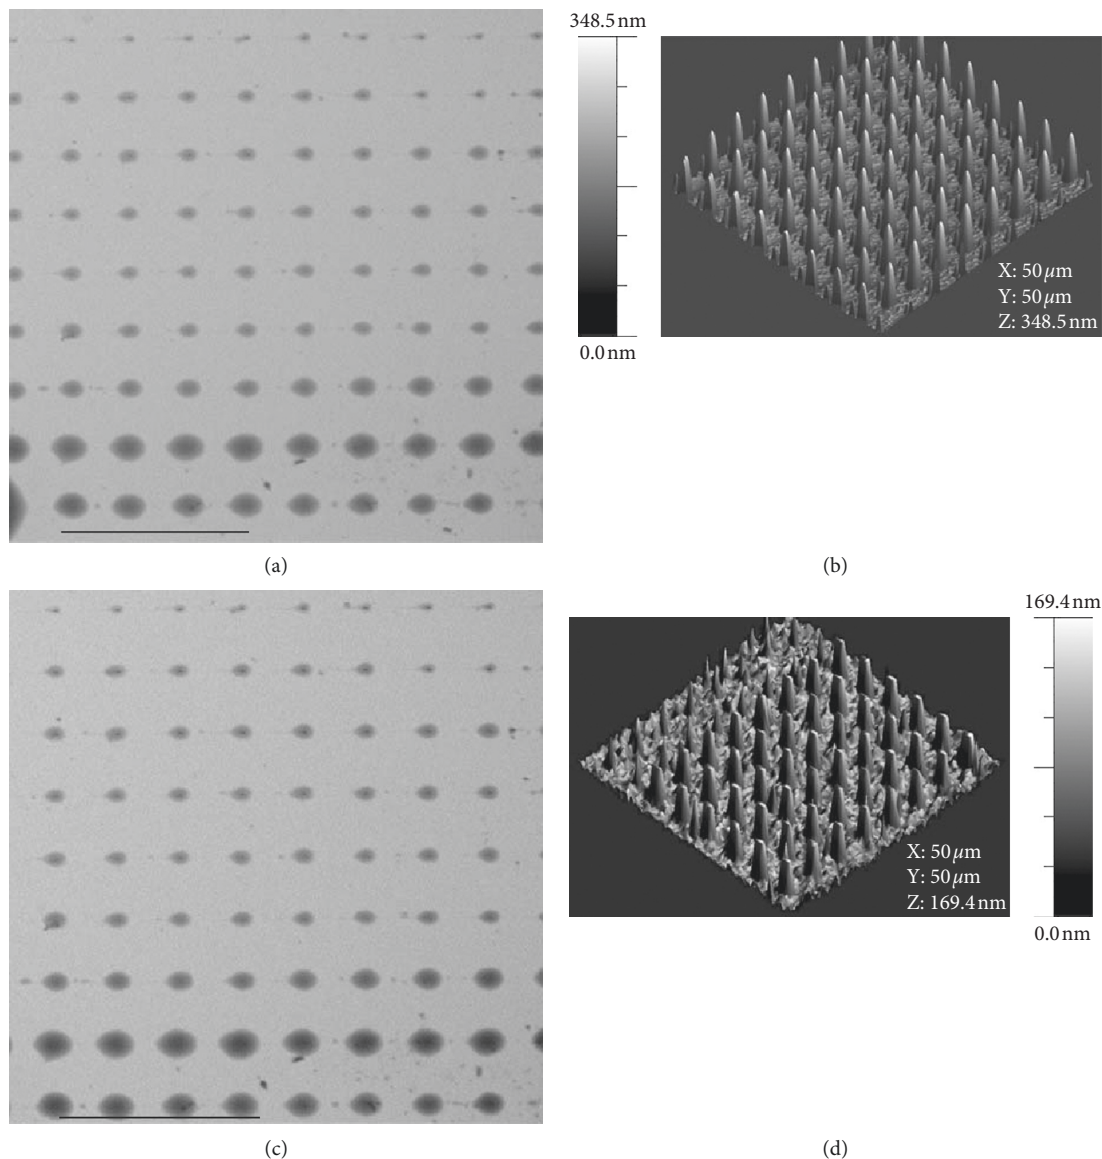 348.5 nm
0.0 nm
X: 50 μm
Y: 50 μm
Z: 348.5 nm
(a)
(b)
169.4 nm
X: 50 μm
Y: 50 μm
Z: 169.4 nm
0.0 nm
(c)
(d)